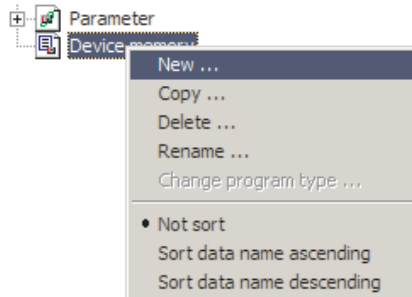 Parameter
Device memory
New ...
Copy ...
Delete ...
Rename ...
Change program type ...
Not sort
Sort data name ascending
Sort data name descending